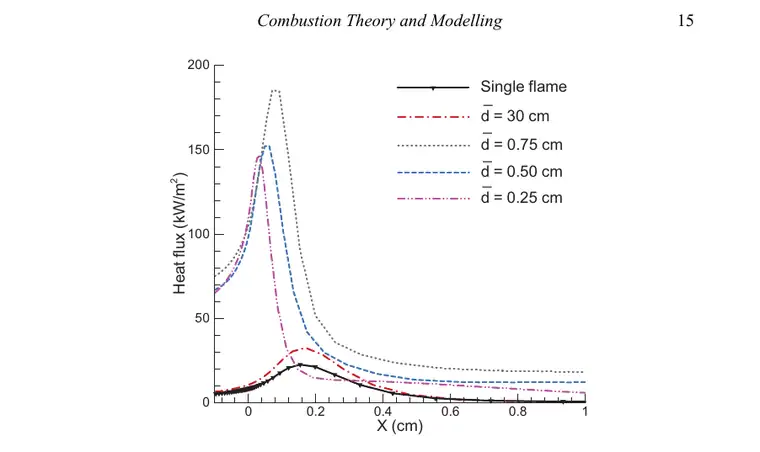 Combustion Theory and Modelling 15
200
150
100
50
0
Heat flux (kW/m²)
Single flame
d̅ = 30 cm
d̅ = 0.75 cm
d̅ = 0.50 cm
d̅ = 0.25 cm
0 0.2 0.4 0.6 0.8 1
X (cm)